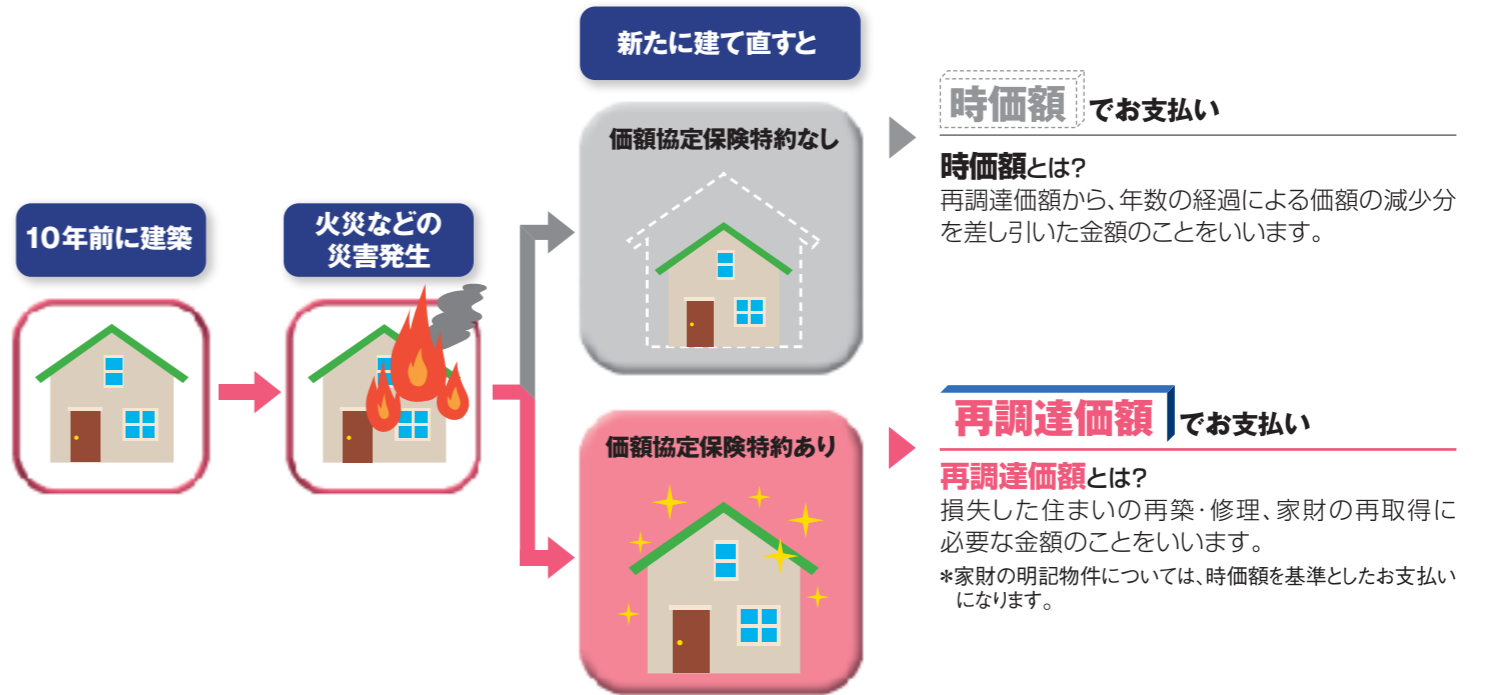 10年前に建築
火災などの
災害発生
新たに建て直すと
価額協定保険特約なし
時価額でお支払い
時価額とは?
再調達価額から、年数の経過による価額の減少分
を差し引いた金額のことをいいます。
価額協定保険特約あり
再調達価額でお支払い
再調達価額とは?
損失した住まいの再築・修理、家財の再取得に
必要な金額のことをいいます。
*家財の明記物件については、時価額を基準としたお支払い
になります。